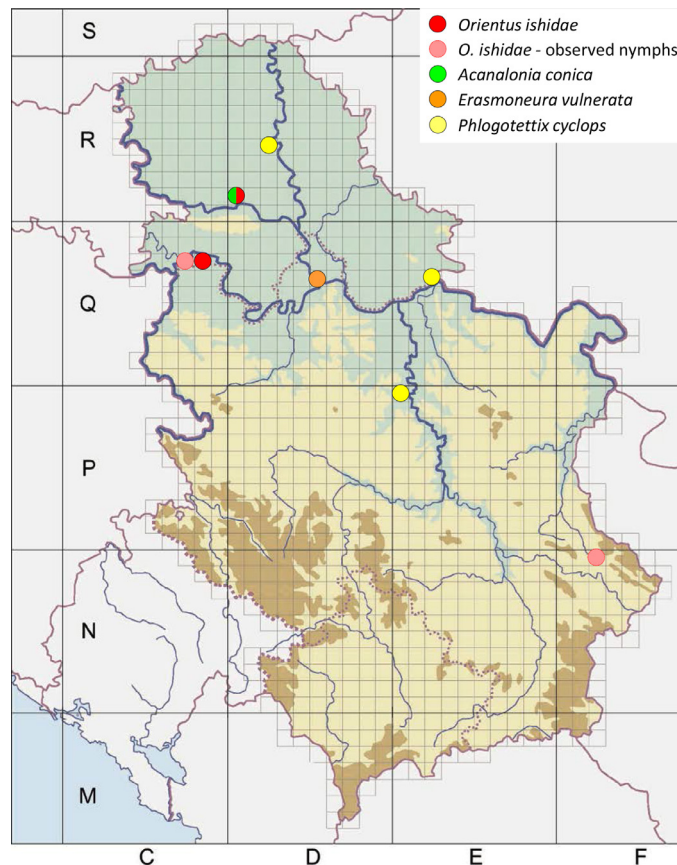 Orientus ishidae
O. ishidae - observed nymphs
Acanalonia conica
Erasmoneura vulnerata
Phlogotettix cyclops
S
R
Q
P
N
M
C D E F